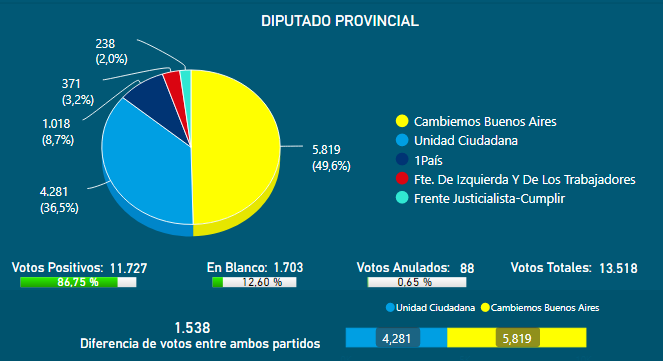 DIPUTADO PROVINCIAL
238
(2,0%)
371
(3,2%)
1.018
(8,7%)
4.281
(36,5%)
5.819
(49,6%)
Cambiemos Buenos Aires
Unidad Ciudadana
1País
Fte. De Izquierda Y De Los Trabajadores
Frente Justicialista-Cumplir
Votos Positivos: 11.727
86,75 %
En Blanco: 1.703
12,60 %
Votos Anulados: 88
0,65 %
Votos Totales: 13.518
Unidad Ciudadana Cambiemos Buenos Aires
1.538
Diferencia de votos entre ambos partidos
4,281 5,819